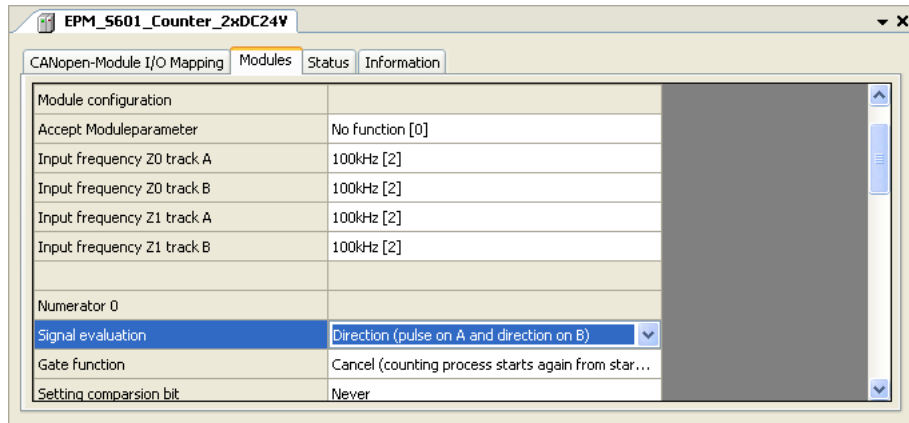 EPM_S601_Counter_2xDC24V
CANopen-Module I/O Mapping Modules Status Information
Module configuration
Accept Moduleparameter No function [0]
Input frequency Z0 track A 100kHz [2]
Input frequency Z0 track B 100kHz [2]
Input frequency Z1 track A 100kHz [2]
Input frequency Z1 track B 100kHz [2]
Numerator 0
Signal evaluation Direction (pulse on A and direction on B)
Gate function Cancel (counting process starts again from star...
Setting comparsion bit Never